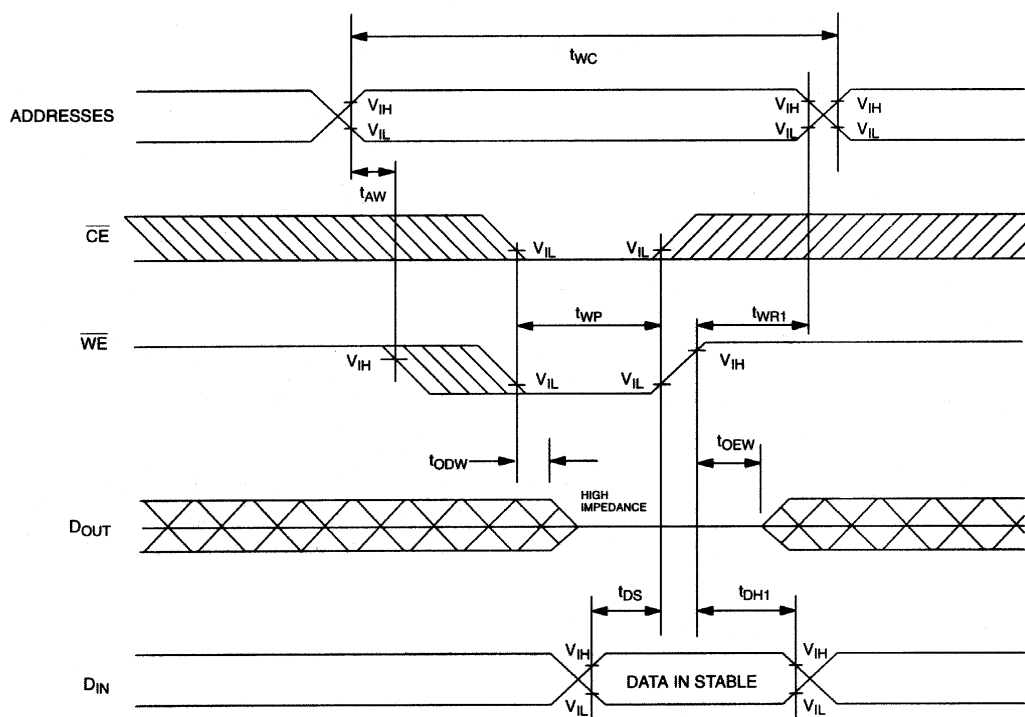 tWC
ADDRESSES
VIH
VIL
VIH
VIL
VIH
VIL
tAW
CE
VIL
VIL
tWP
tWR1
WE
VIH
VIL
VIL
VIH
tODW
tOEW
DOUT
HIGH
IMPEDANCE
tDS
tDH1
DIN
VIH
VIL
DATA IN STABLE
VIH
VIL